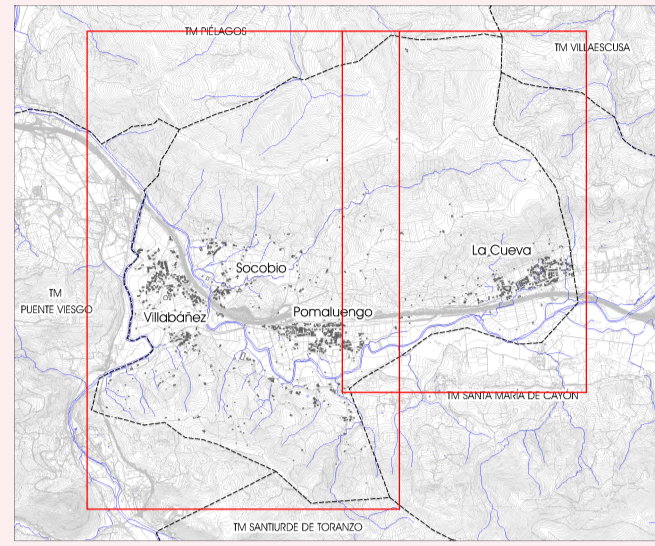 TM PIÉLAGOS
TM VILLAESCUSA
La Cueva
Socobio
TM
PUENTE VIESGO
Villabáñez
Pomaluengo
TM SANTA MARÍA DE CAYÓN
TM SANTIURDE DE TORANZO